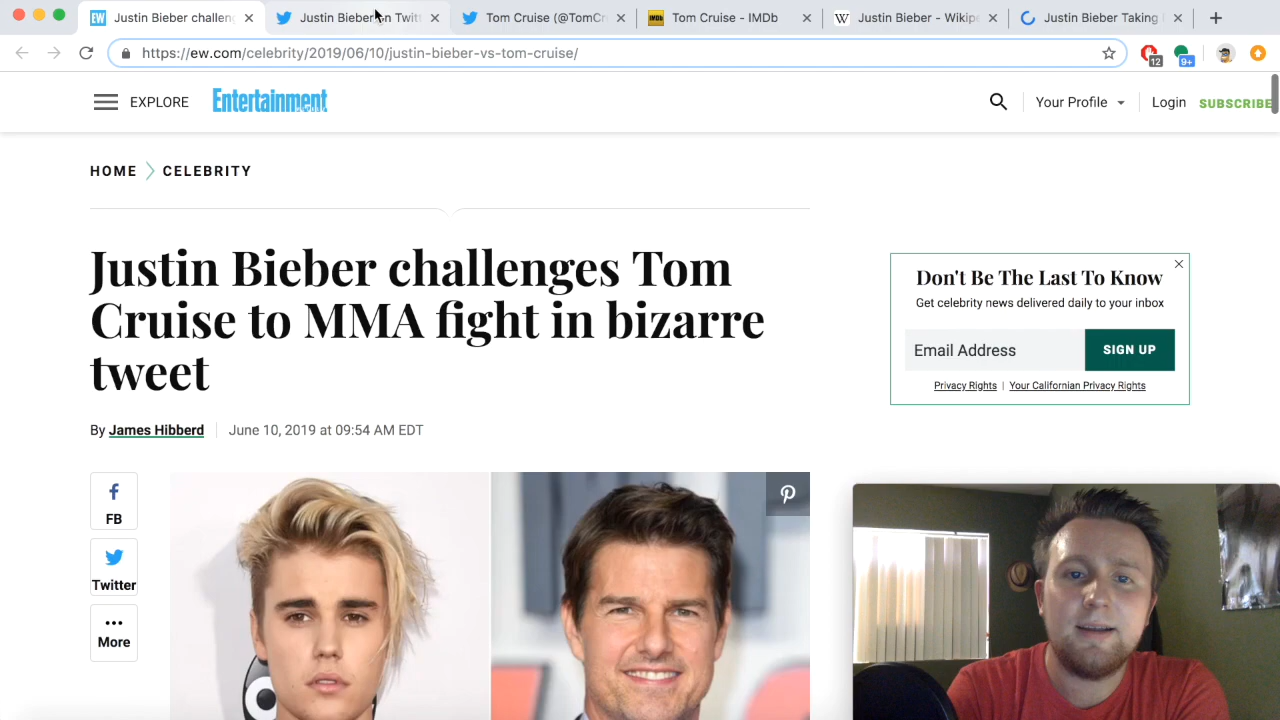 Justin Bieber challeng
Justin Bieber on Twitt
Tom Cruise (@TomCr
Tom Cruise - IMDb
Justin Bieber - Wikip
Justin Bieber Taking
https://ew.com/celebrity/2019/06/10/justin-bieber-vs-tom-cruise/
12
9+
EXPLORE
Entertainment
Your Profile
Login
SUBSCRIBE
HOME
CELEBRITY
Justin Bieber challenges Tom
Cruise to MMA fight in bizarre
tweet
By James Hibberd
June 10, 2019 at 09:54 AM EDT
Don't Be The Last To Know
Get celebrity news delivered daily to your inbox
Email Address
SIGN UP
Privacy Rights | Your Californian Privacy Rights
FB
Twitter
More